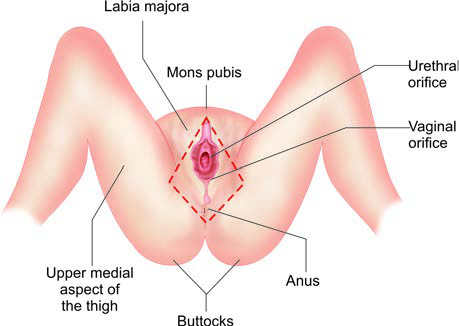 Labia majora
Mons pubis
Urethral
orifice
Vaginal
orifice
Upper medial
aspect of
the thigh
Anus
Buttocks